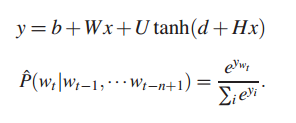 y = b + Wx + U tanh(d + Hx)
P̂(w_t|w_{t−1}, ⋯ w_{t−n+1}) = e^{y_{w_t}} / ∑_i e^{y_i}.